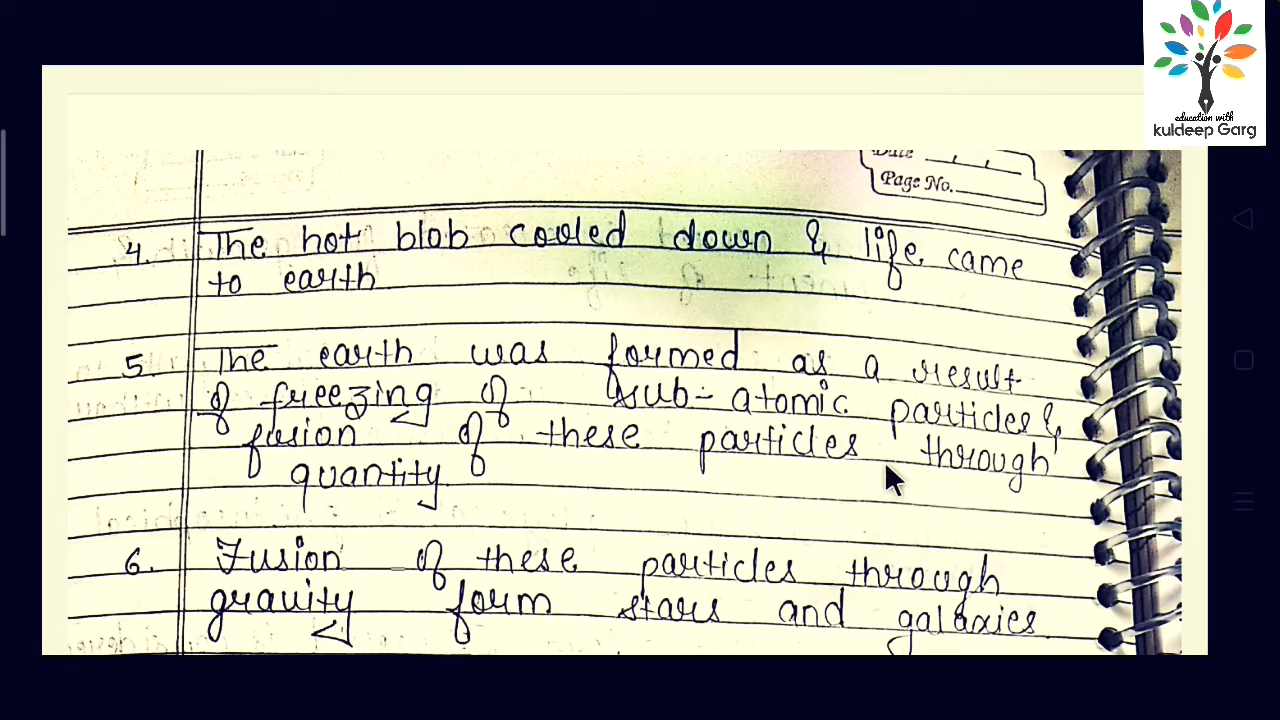 education with
kuldeep Garg
Date
Page No.
4. The hot blob cooled down & life came
to earth
5. The earth was formed as a result
of freezing of sub-atomic particles &
fusion of these particles through
quantity
6. Fusion of these particles through
gravity form stars and galaxies